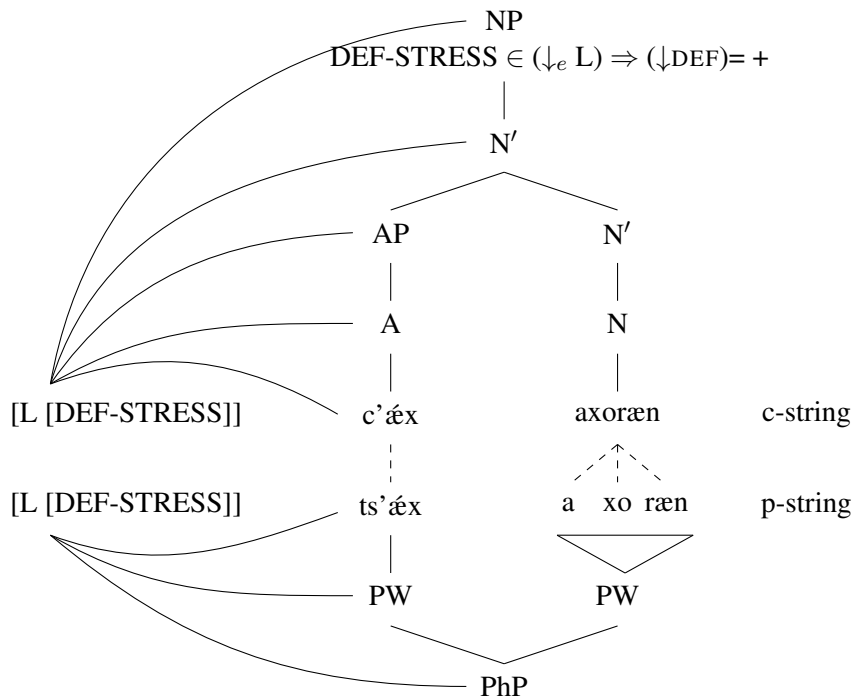 NP
DEF-STRESS ∈ (↓e L) ⇒ (↓DEF)= +
N′
AP N′
A N
[L [DEF-STRESS]] c’ǽx axoræn c-string
[L [DEF-STRESS]] ts’ǽx a xo ræn p-string
PW PW
PhP